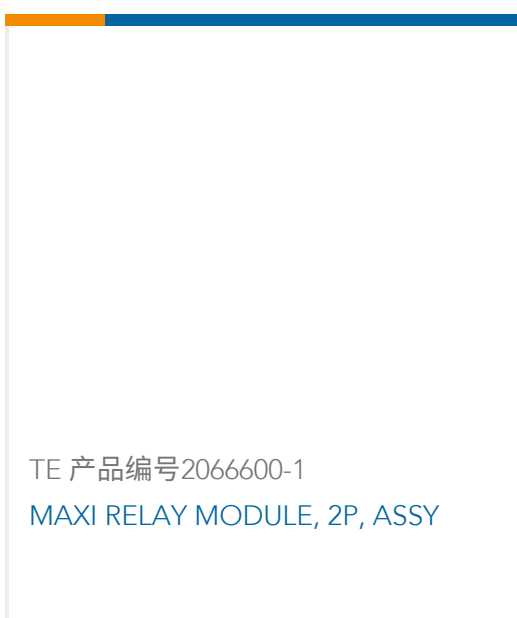 TE 产品编号2066600-1
MAXI RELAY MODULE, 2P, ASSY